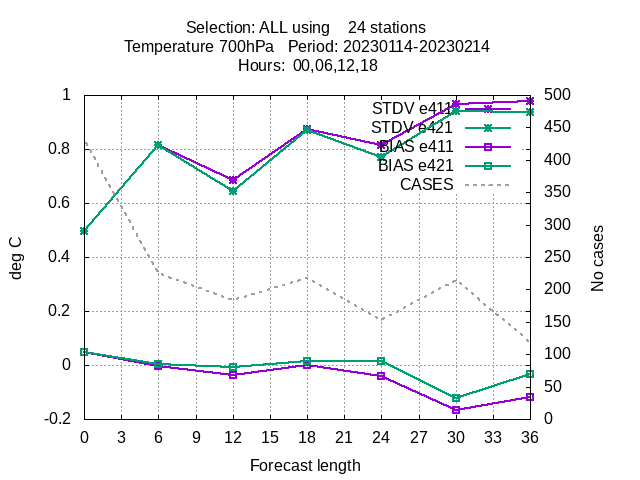 Selection: ALL using    24 stations
Temperature 700hPa   Period: 20230114-20230214
Hours:  00,06,12,18
STDV e411
STDV e421
BIAS e411
BIAS e421
CASES
1
0.8
0.6
0.4
0.2
0
-0.2
deg C
500
450
400
350
300
250
200
150
100
50
0
No cases
0 3 6 9 12 15 18 21 24 27 30 33 36
Forecast length